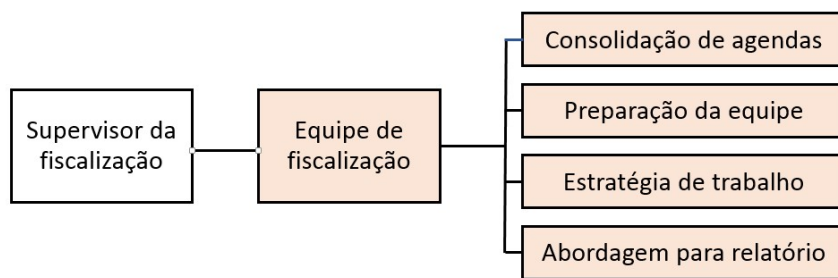 Supervisor da
fiscalização
Equipe de
fiscalização
Consolidação de agendas
Preparação da equipe
Estratégia de trabalho
Abordagem para relatório